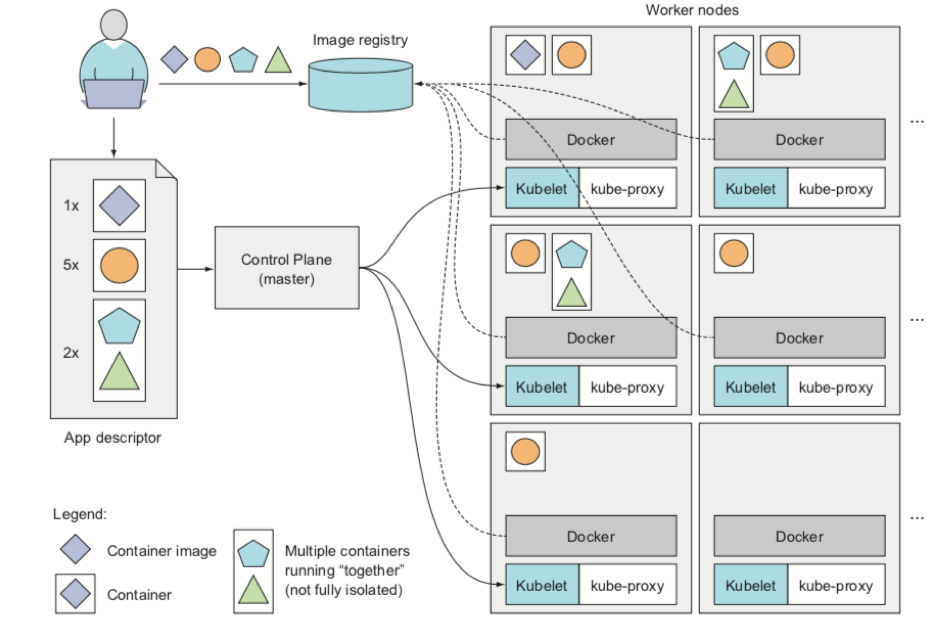 Worker nodes
Image registry
Docker
Kubelet kube-proxy
Docker
Kubelet kube-proxy
...
1x
5x
2x
App descriptor
Control Plane
(master)
Docker
Kubelet kube-proxy
Docker
Kubelet kube-proxy
...
Docker
Kubelet kube-proxy
Docker
Kubelet kube-proxy
...
Legend:
Container image
Container
Multiple containers
running “together”
(not fully isolated)